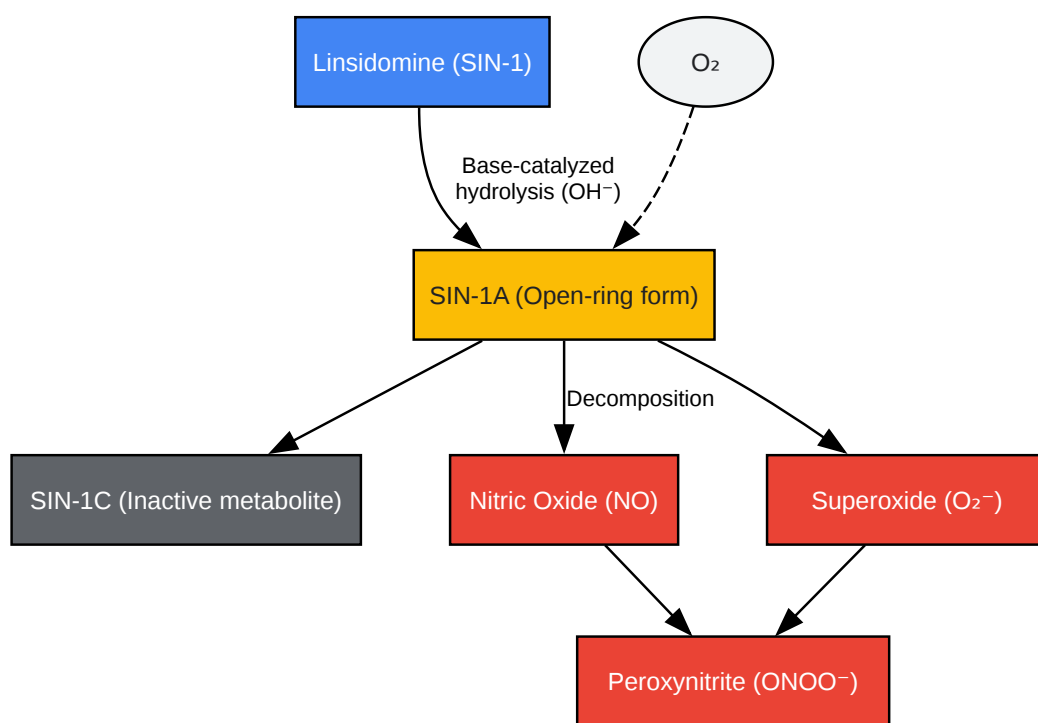 Linsidomine (SIN-1)
O₂
Base-catalyzed
hydrolysis (OH⁻)
SIN-1A (Open-ring form)
Decomposition
SIN-1C (Inactive metabolite)
Nitric Oxide (NO)
Superoxide (O₂⁻)
Peroxynitrite (ONOO⁻)